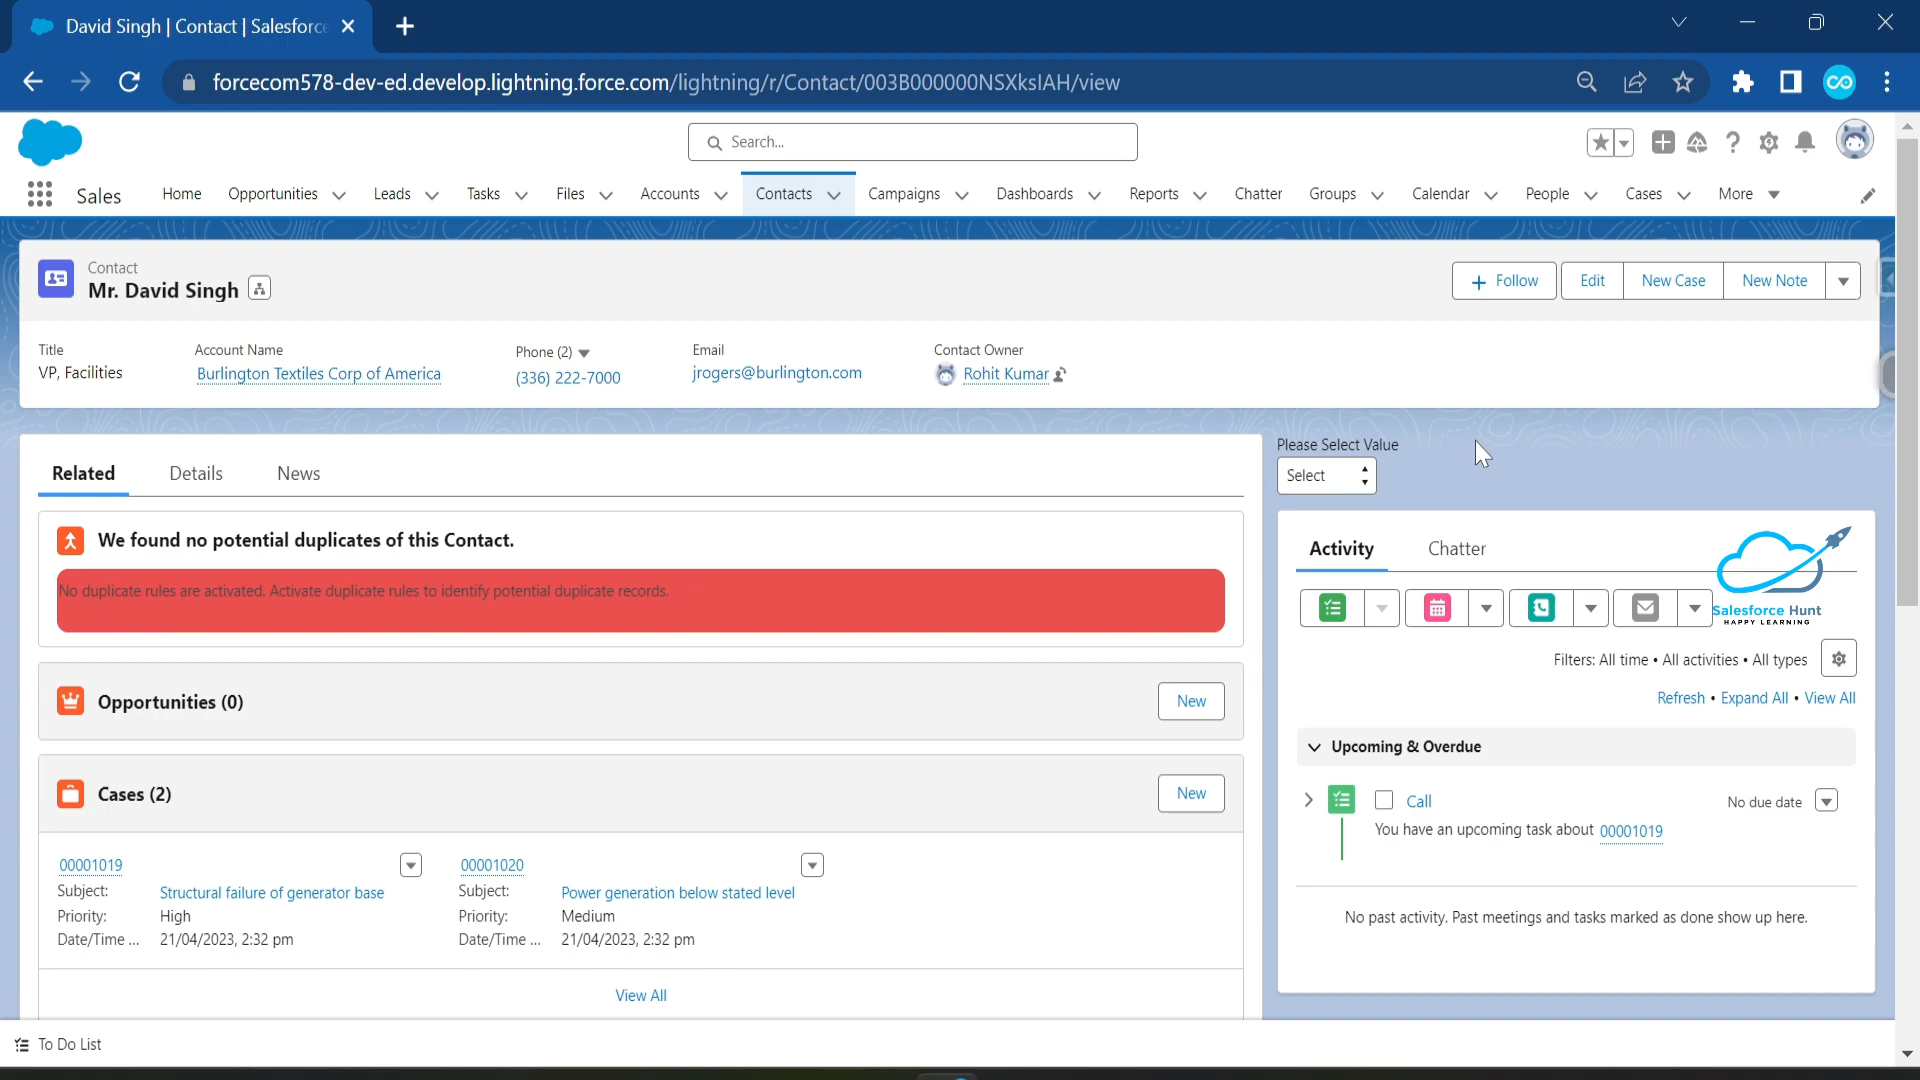 David Singh | Contact | Salesforce
forcecom578-dev-ed.develop.lightning.force.com/lightning/r/Contact/003B000000NSXksIAH/view
Search...
Sales Home Opportunities Leads Tasks Files Accounts Contacts Campaigns Dashboards Reports Chatter Groups Calendar People Cases More
Contact
Mr. David Singh
+ Follow Edit New Case New Note
Title Account Name Phone (2) Email Contact Owner
VP, Facilities Burlington Textiles Corp of America (336) 222-7000 jrogers@burlington.com Rohit Kumar
Related Details News
We found no potential duplicates of this Contact.
No duplicate rules are activated. Activate duplicate rules to identify potential duplicate records.
Opportunities (0) New
Cases (2) New
00001019
Subject: Structural failure of generator base
Priority: High
Date/Time ... 21/04/2023, 2:32 pm
00001020
Subject: Power generation below stated level
Priority: Medium
Date/Time ... 21/04/2023, 2:32 pm
View All
Please Select Value
Select
Activity Chatter
Salesforce Hunt
HAPPY LEARNING
Filters: All time • All activities • All types
Refresh • Expand All • View All
Upcoming & Overdue
Call No due date
You have an upcoming task about 00001019
No past activity. Past meetings and tasks marked as done show up here.
To Do List